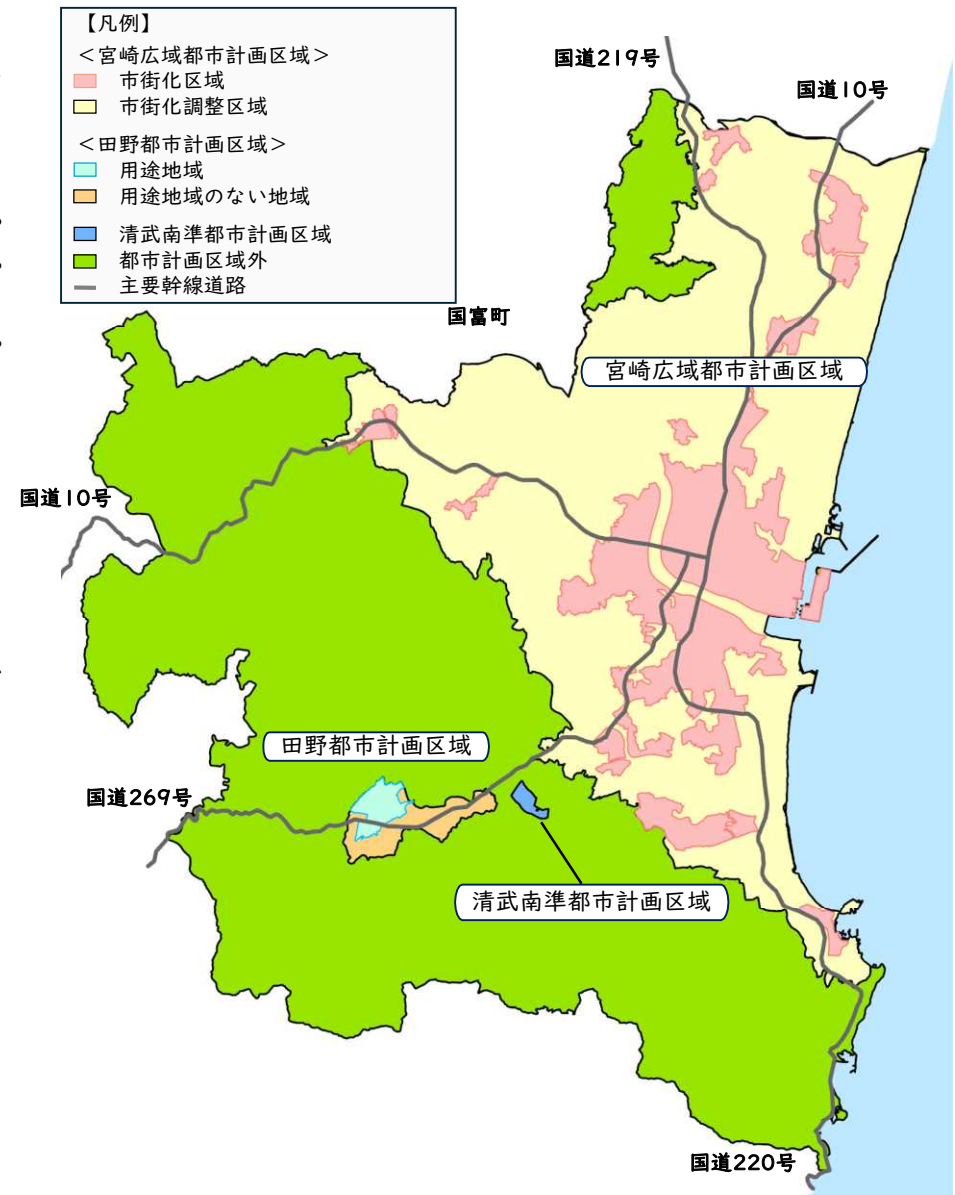 【凡例】
＜宮崎広域都市計画区域＞
市街化区域
市街化調整区域
＜田野都市計画区域＞
用途地域
用途地域のない地域
清武南準都市計画区域
都市計画区域外
主要幹線道路
国道219号
国道10号
国富町
宮崎広域都市計画区域
国道10号
田野都市計画区域
国道269号
清武南準都市計画区域
国道220号